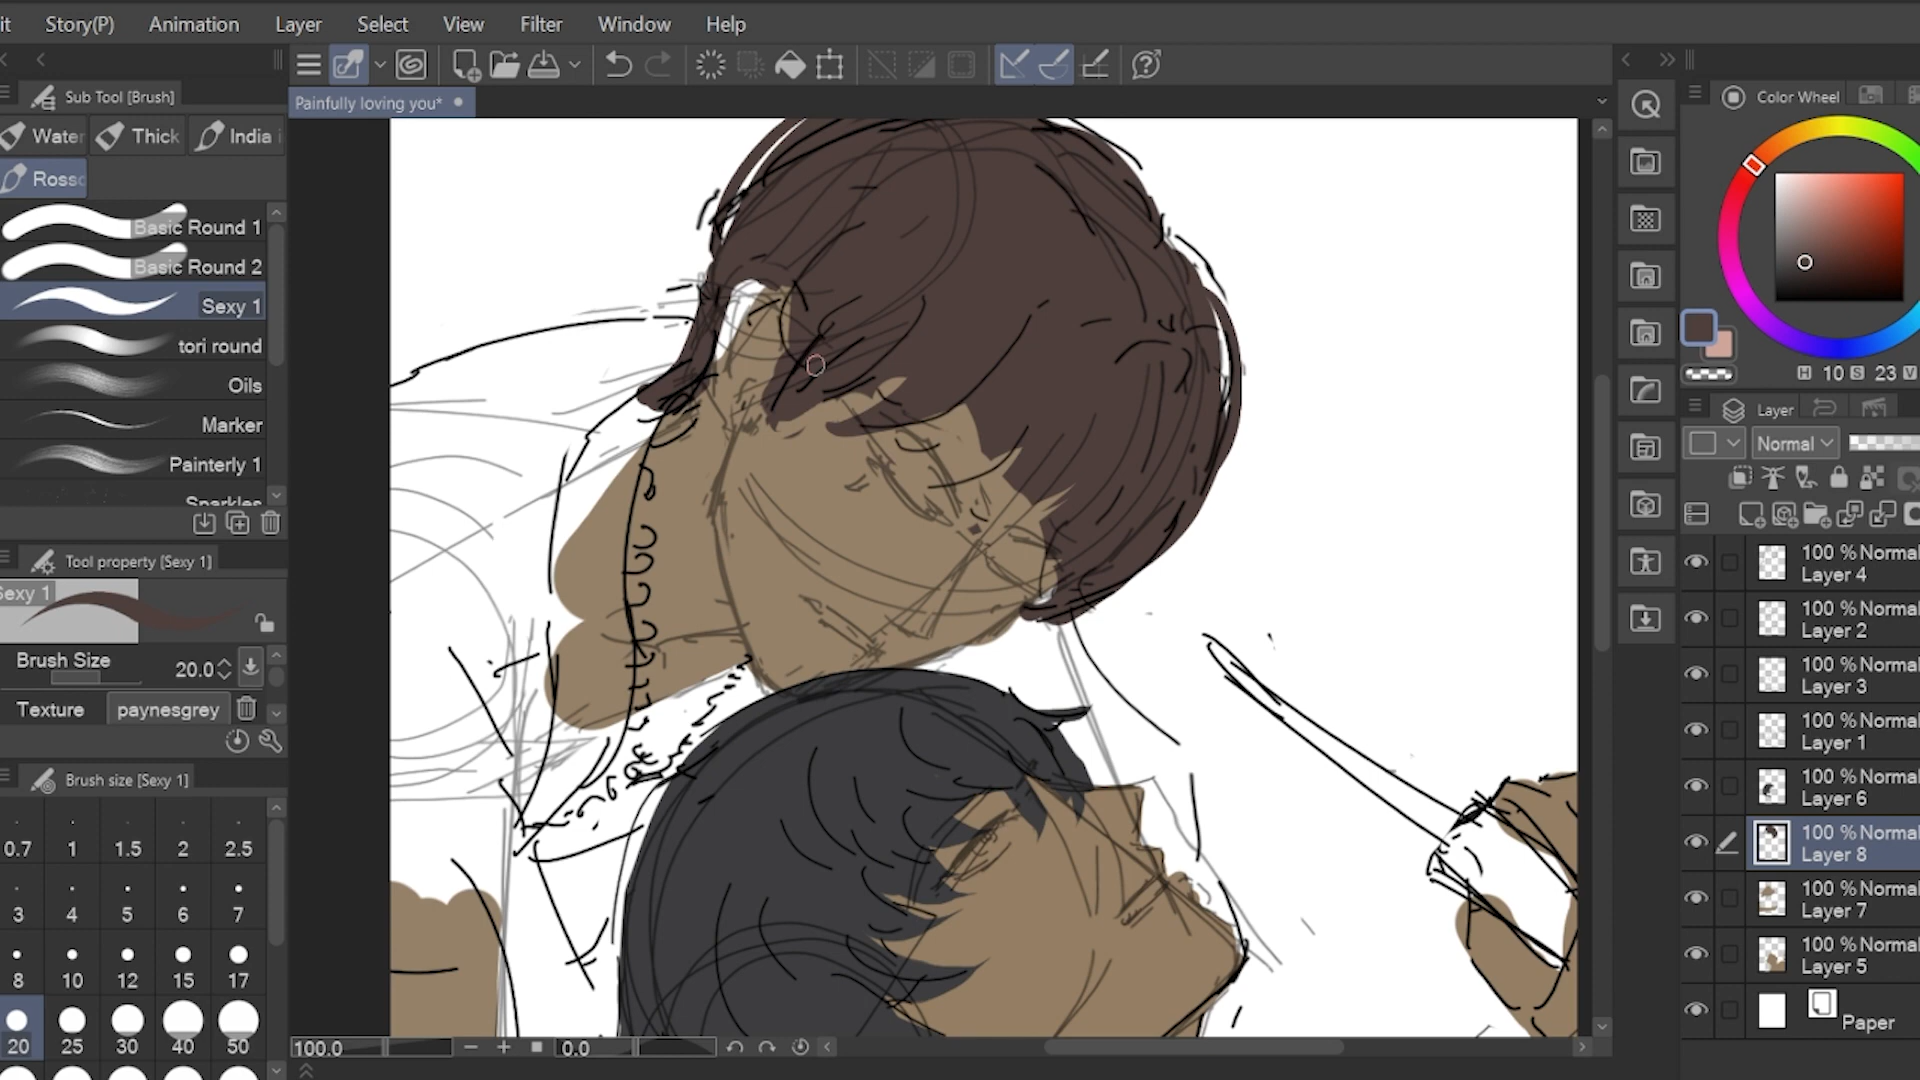 it Story(P) Animation Layer Select View Filter Window Help
Sub Tool [Brush]
Painfully loving you*
Color Wheel
Water Thick India i
Rosso
Basic Round 1
Basic Round 2
Sexy 1
tori round
Oils
Marker
Painterly 1
Sparkles
H 10 S 23 V
Layer
Normal
Tool property [Sexy 1]
Sexy 1
Brush Size 20.0
Texture paynesgrey
Brush size [Sexy 1]
0.7 1 1.5 2 2.5
3 4 5 6 7
8 10 12 15 17
20 25 30 40 50
100 % Normal
Layer 4
100 % Normal
Layer 2
100 % Normal
Layer 3
100 % Normal
Layer 1
100 % Normal
Layer 6
100 % Normal
Layer 8
100 % Normal
Layer 7
100 % Normal
Layer 5
Paper
100.0 0.0